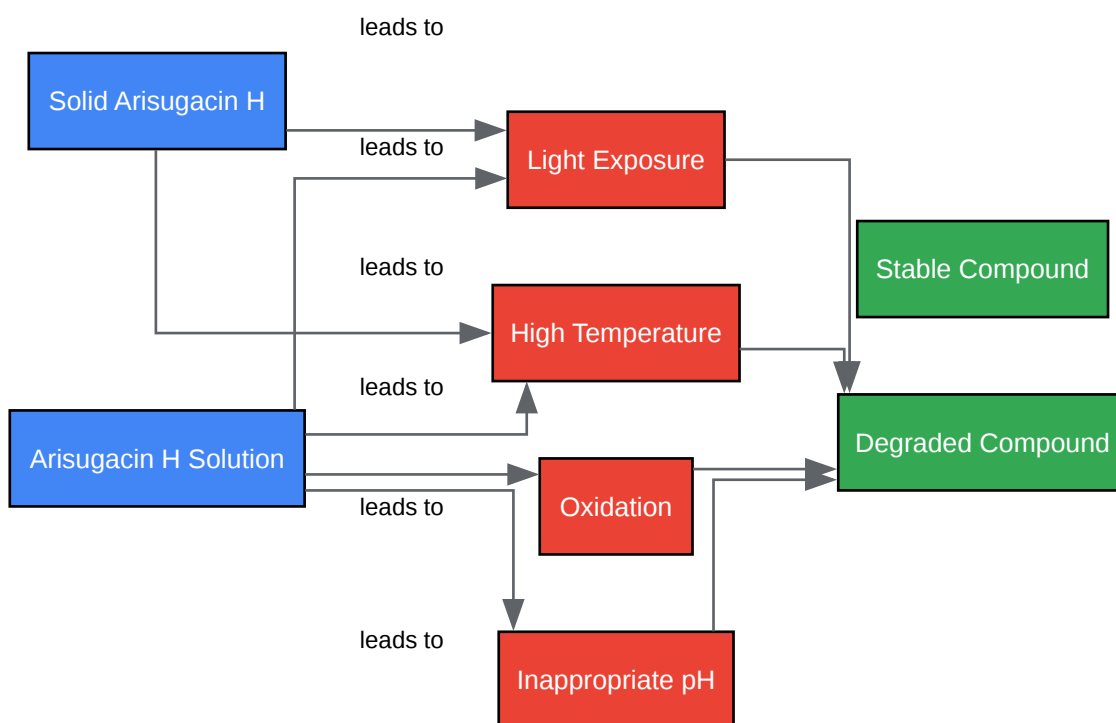 leads to
Solid Arisugacin H
leads to
Light Exposure
leads to
Stable Compound
High Temperature
leads to
Arisugacin H Solution
Degraded Compound
leads to
Oxidation
leads to
Inappropriate pH